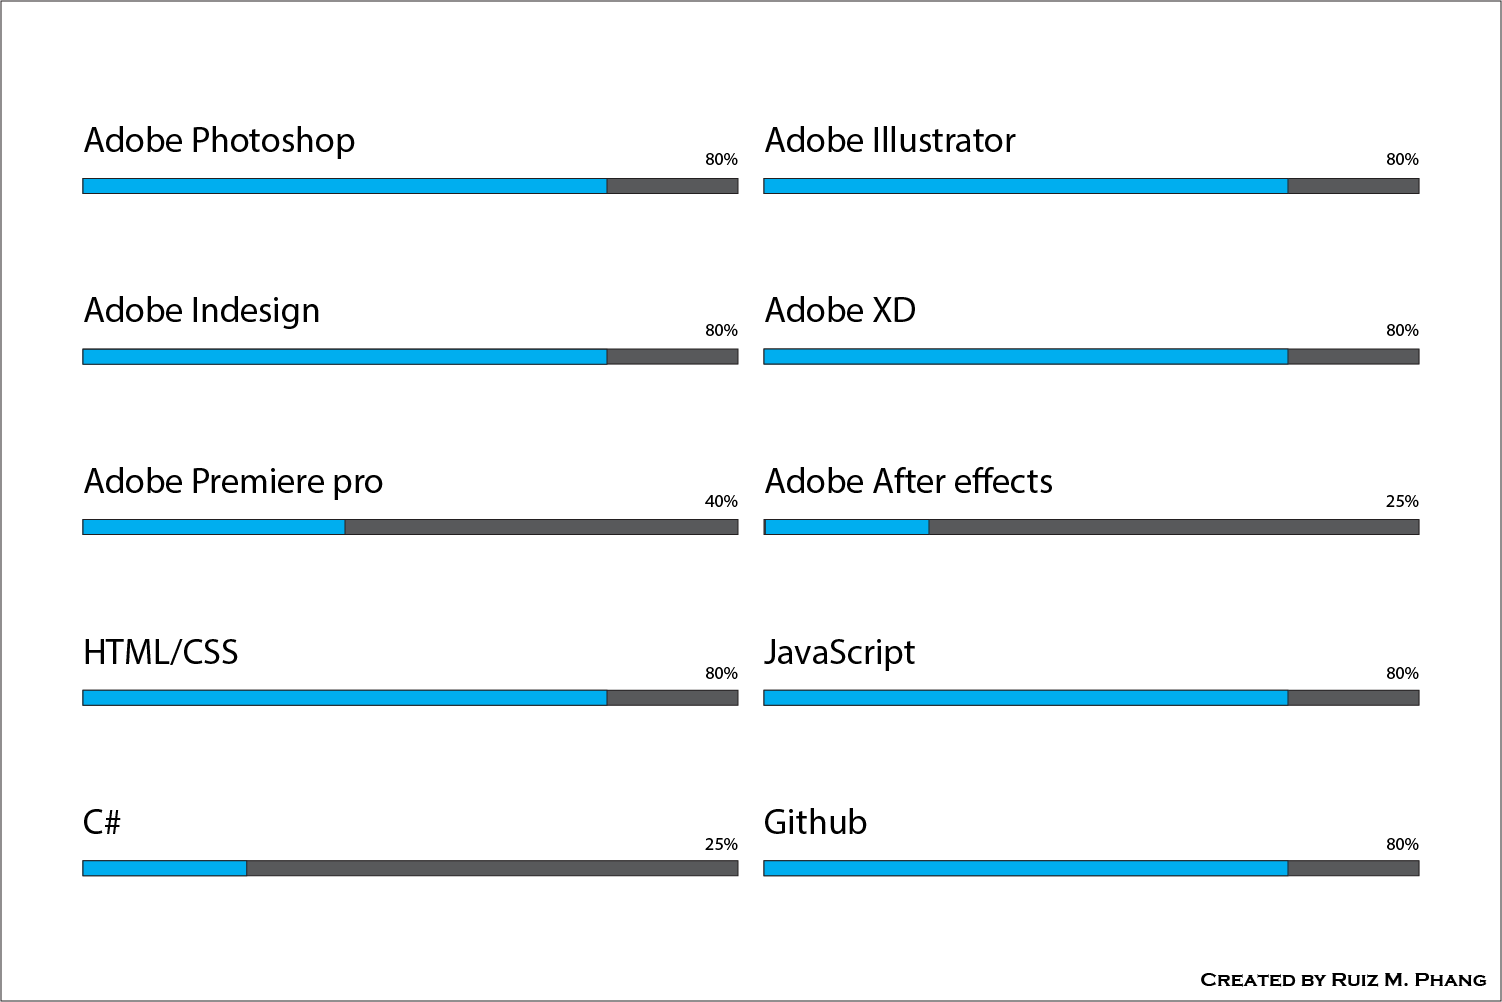 Adobe Photoshop
80%
Adobe Illustrator
80%
Adobe Indesign
80%
Adobe XD
80%
Adobe Premiere pro
40%
Adobe After effects
25%
HTML/CSS
80%
JavaScript
80%
C#
25%
Github
80%
Created by Ruiz M. Phang